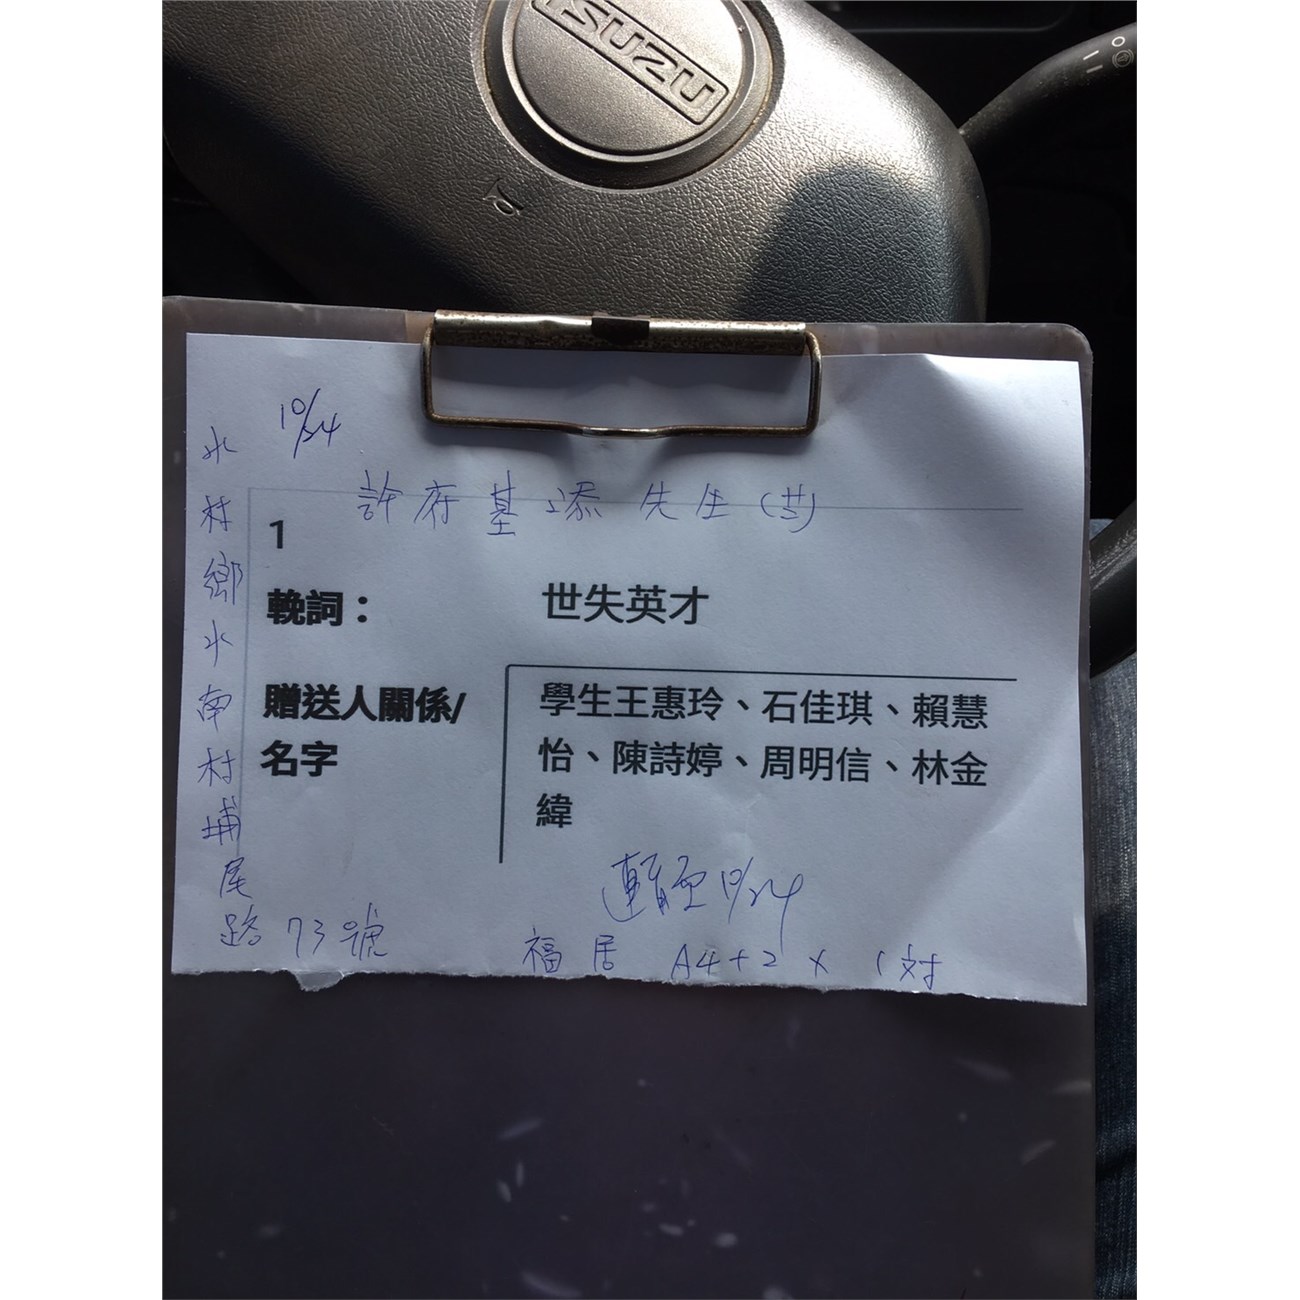 ISUZU
10/24
許府基添先生
1
輓詞：
世失英才
贈送人關係/
名字
學生王惠玲、石佳琪、賴慧
怡、陳詩婷、周明信、林金
緯
水林鄉水南村埔尾
路73號
10/24
福居 A4+2 x 1対